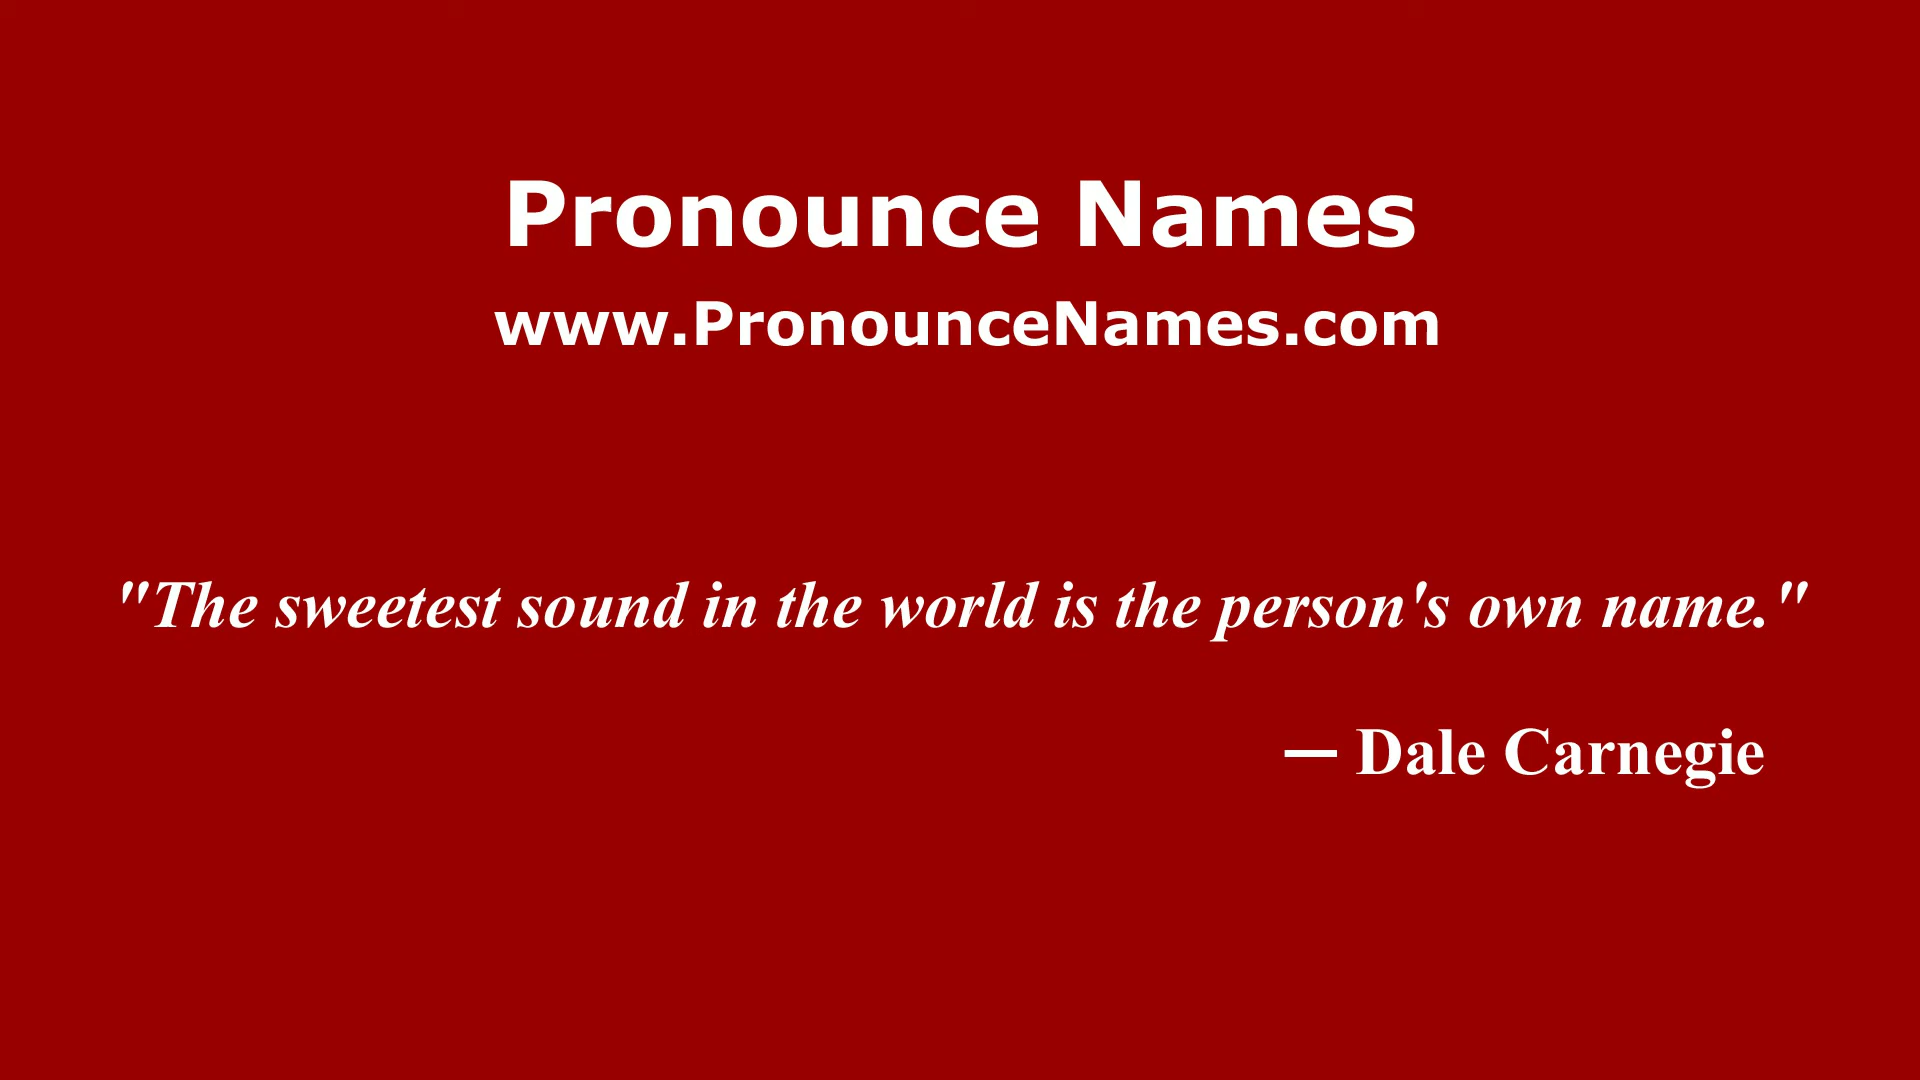 Pronounce Names
www.PronounceNames.com
"The sweetest sound in the world is the person's own name."
— Dale Carnegie